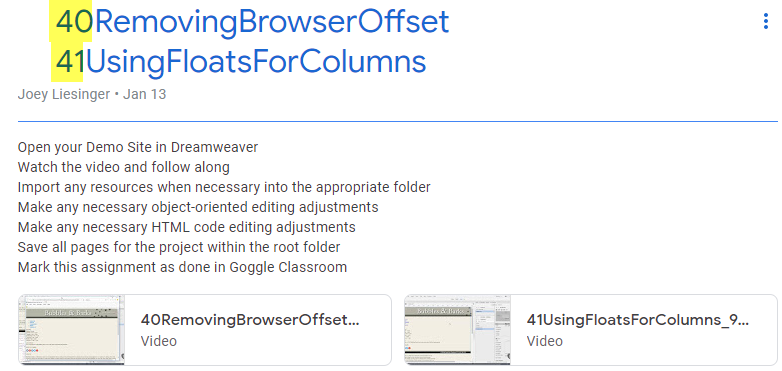 40RemovingBrowserOffset
41UsingFloatsForColumns
Joey Liesinger • Jan 13
Open your Demo Site in Dreamweaver
Watch the video and follow along
Import any resources when necessary into the appropriate folder
Make any necessary object-oriented editing adjustments
Make any necessary HTML code editing adjustments
Save all pages for the project within the root folder
Mark this assignment as done in Goggle Classroom
40RemovingBrowserOffset...
Video
41UsingFloatsForColumns_9...
Video